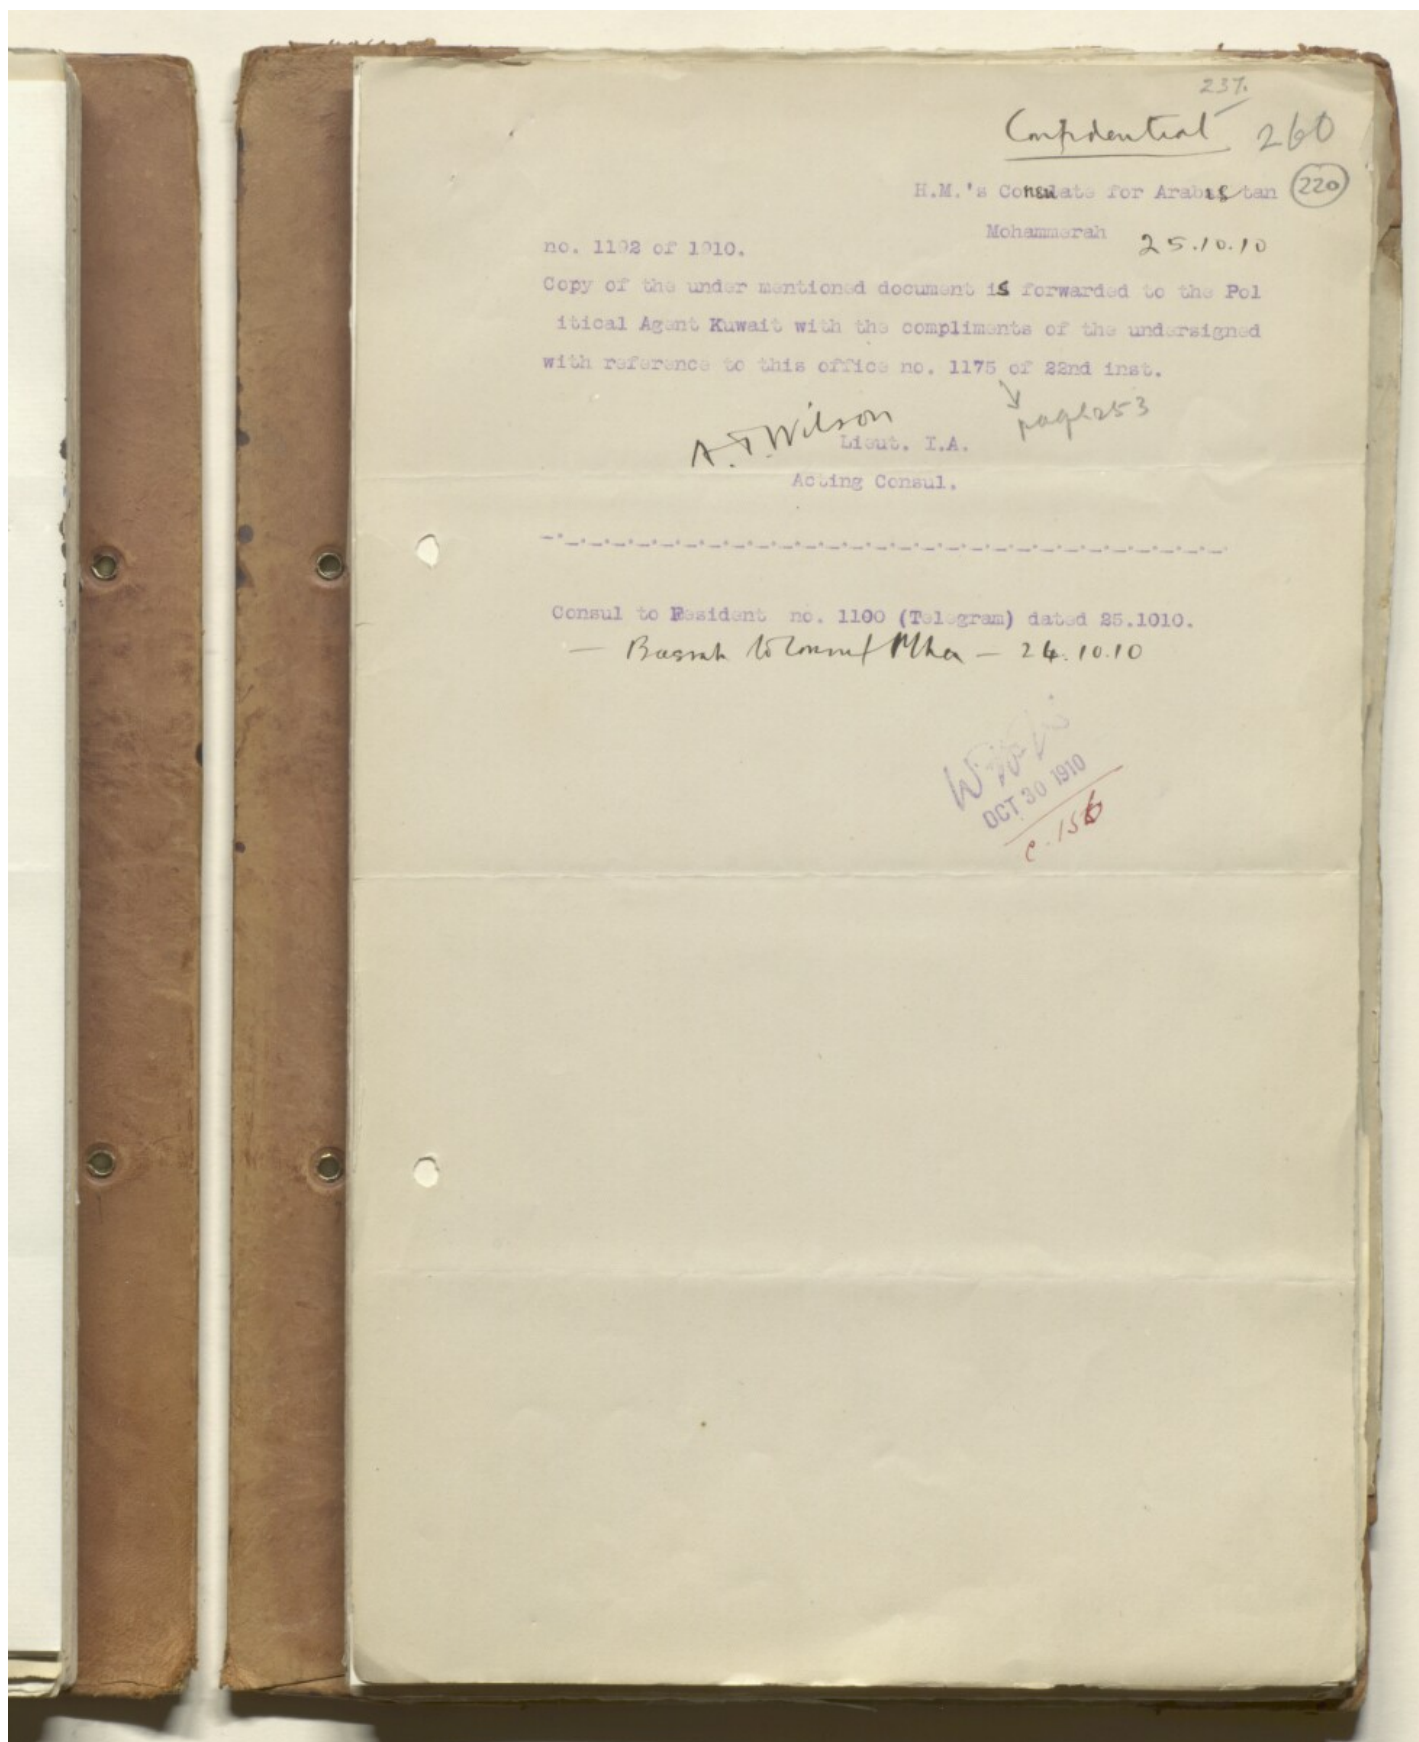 237.
Confidential 260
H.M.'s Consulate for Arabistan 220
Mohammerah 25.10.10
no. 1192 of 1910.
Copy of the under mentioned document is forwarded to the Pol
itical Agent Kuwait with the compliments of the undersigned
with reference to this office no. 1175 of 22nd inst.
page 253
A.T. Wilson
Lieut. I.A.
Acting Consul.
Consul to Resident no. 1100 (Telegram) dated 25.1010.
— Basrah to Consul Mha — 24.10.10
OCT 30 1910
C. 156